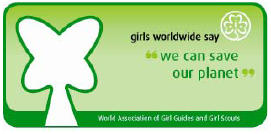 girls worldwide say
“we can save
our planet”
World Association of Girl Guides and Girl Scouts